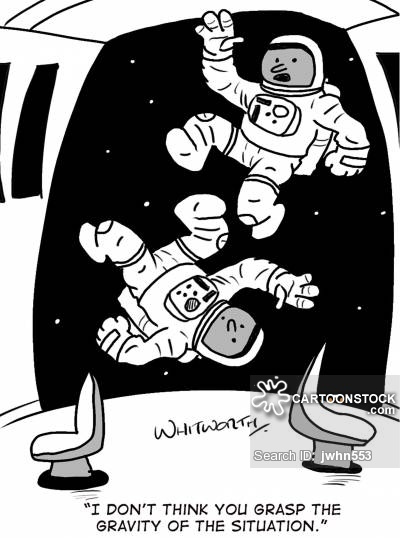 CARTOONSTOCK
.com
WHITWORTH.
Search ID: jwhn553
"I DON'T THINK YOU GRASP THE
GRAVITY OF THE SITUATION."